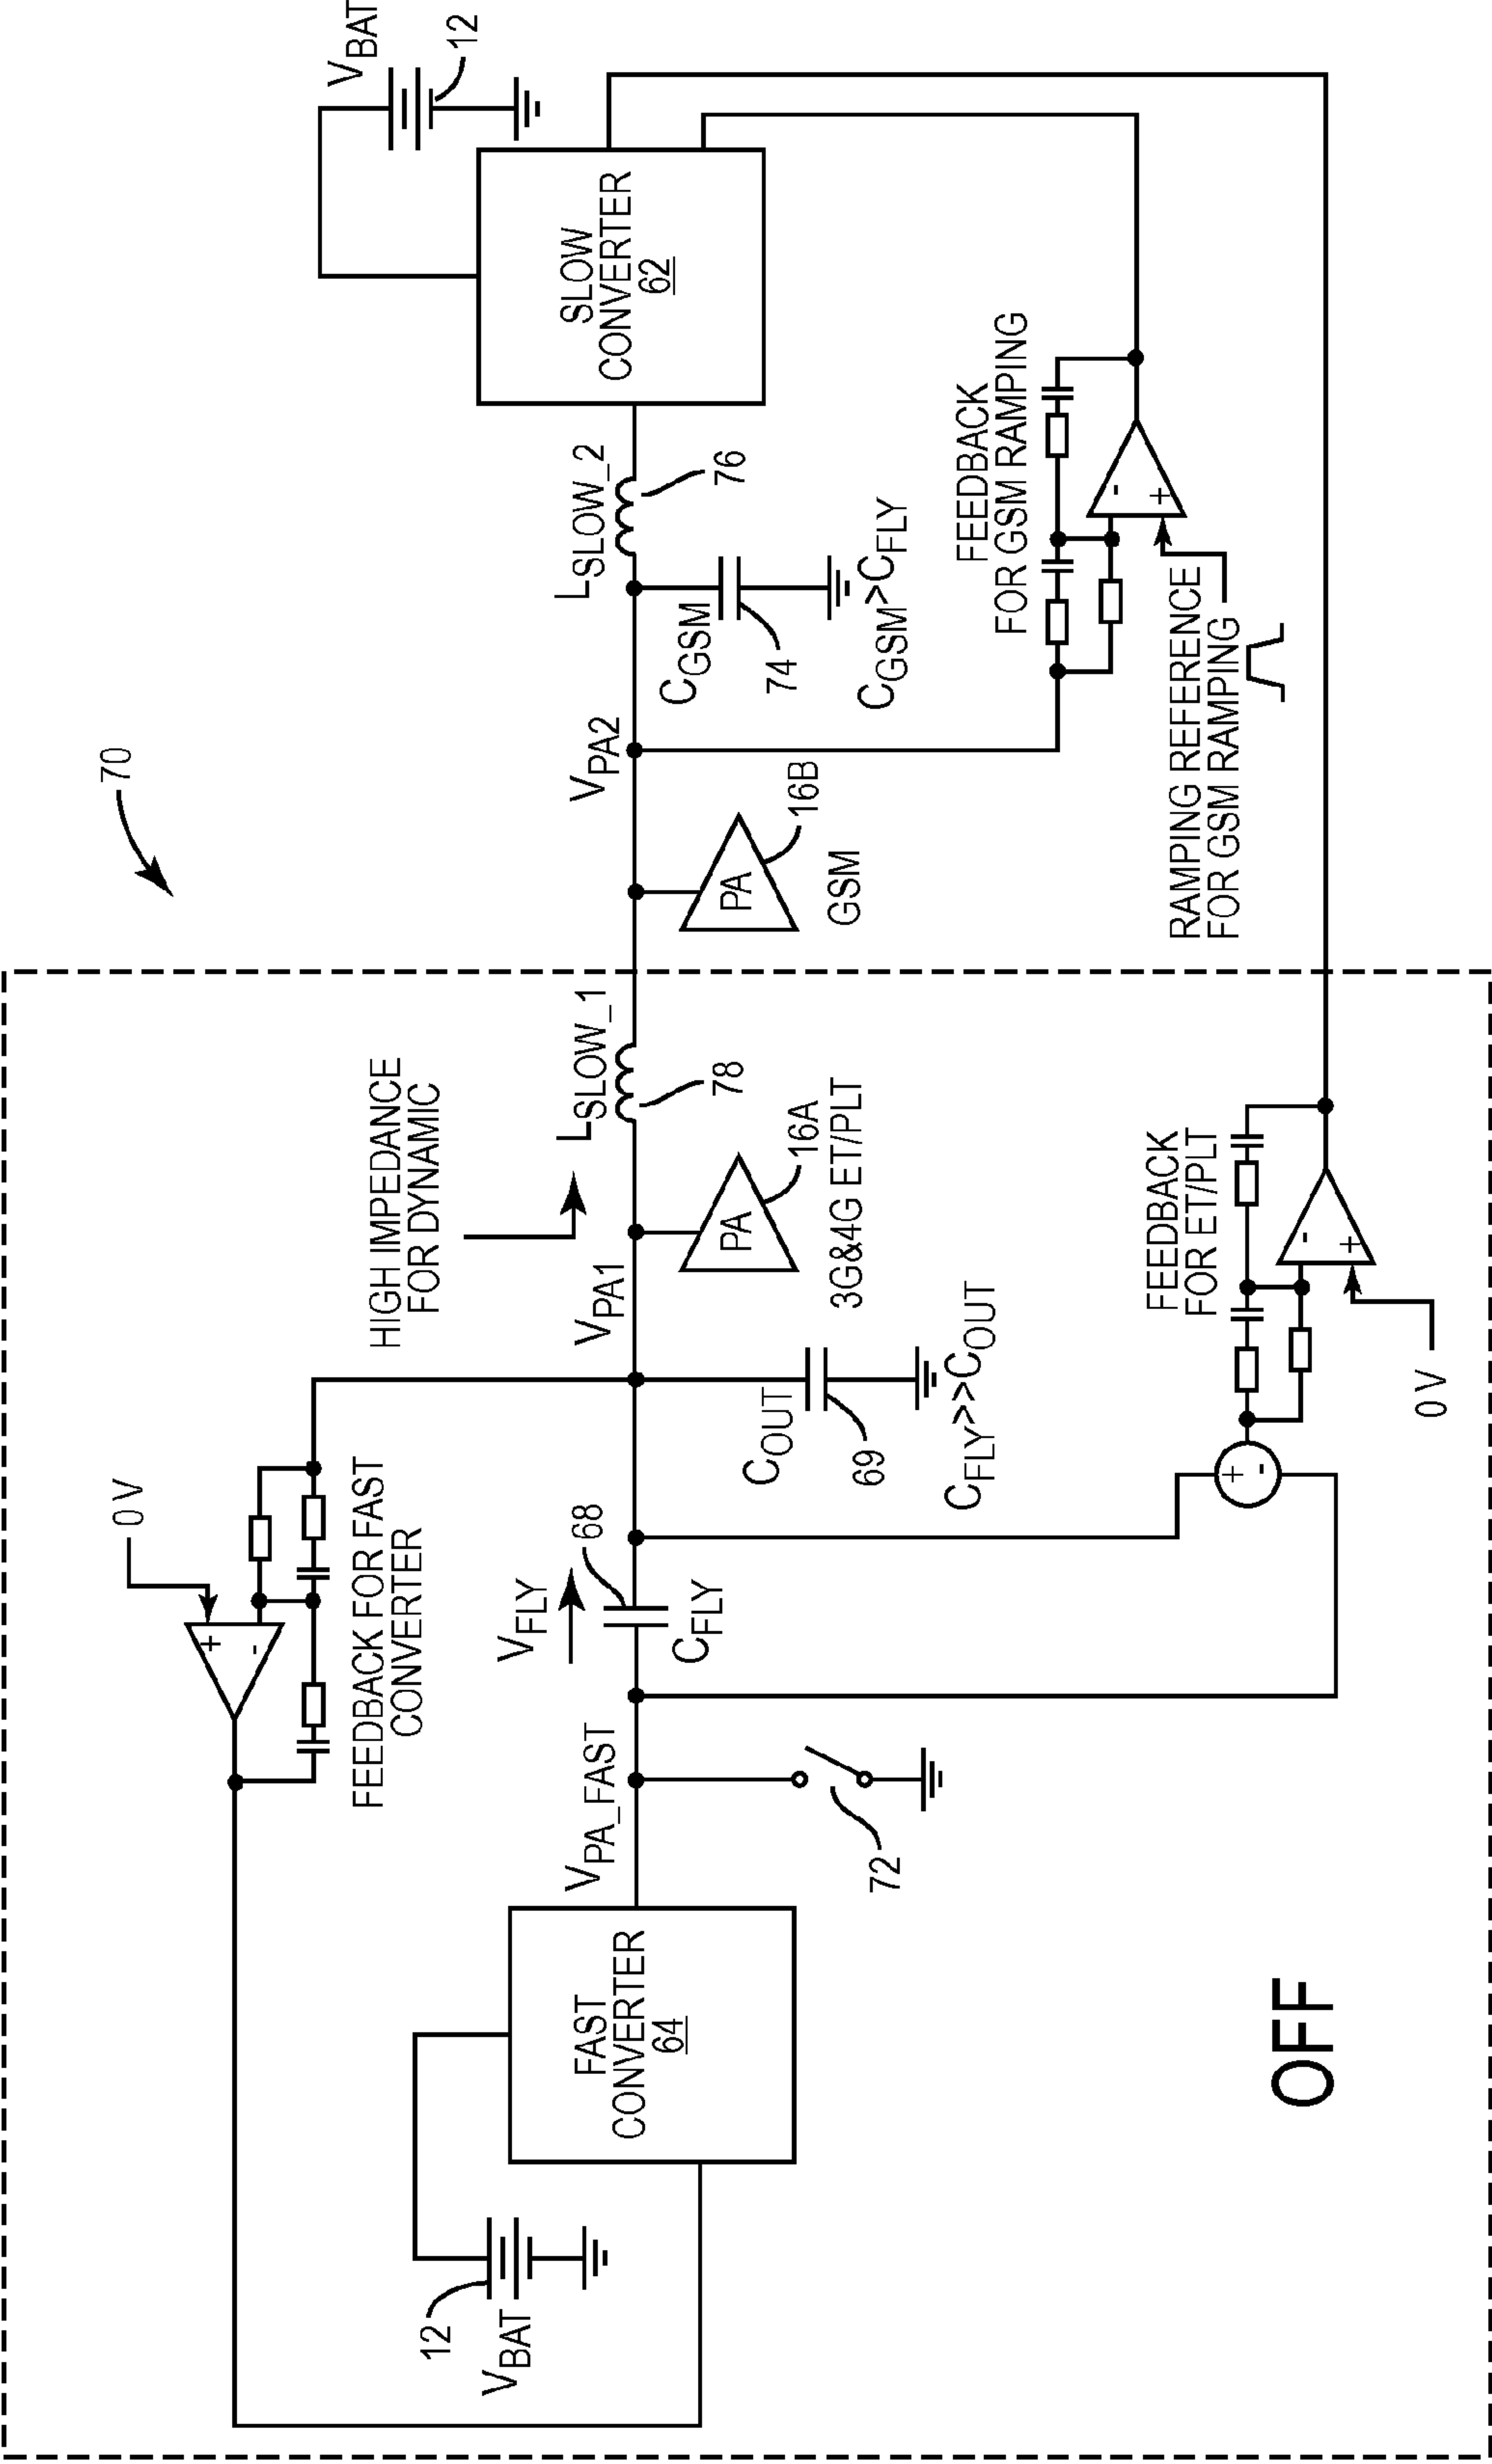 70
0 V
FEEDBACK FOR FAST
CONVERTER
HIGH IMPEDANCE
FOR DYNAMIC
VBAT
12
12
VBAT
FAST
CONVERTER
64
VPA_FAST
72
VFLY
68
CFLY
COUT
69
CFLY>>COUT
VPA1
PA
16A
3G&4G ET/PLT
LSLOW_1
78
PA
16B
GSM
VPA2
CGSM
74
CGSM>CFLY
LSLOW_2
76
SLOW
CONVERTER
62
FEEDBACK
FOR GSM RAMPING
RAMPING REFERENCE
FOR GSM RAMPING
FEEDBACK
FOR ET/PLT
0 V
OFF
+
-
+
-
+
-
+
-